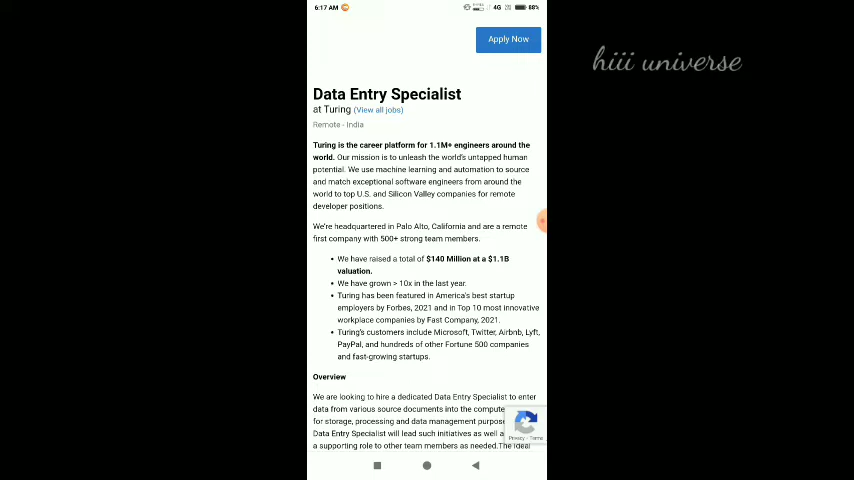 6:17 AM 4G 88%
Apply Now
hiii universe
Data Entry Specialist
at Turing (View all jobs)
Remote - India
Turing is the career platform for 1.1M+ engineers around the
world. Our mission is to unleash the world's untapped human
potential. We use machine learning and automation to source
and match exceptional software engineers from around the
world to top U.S. and Silicon Valley companies for remote
developer positions.
We're headquartered in Palo Alto, California and are a remote
first company with 500+ strong team members.
• We have raised a total of $140 Million at a $1.1B
valuation.
• We have grown > 10x in the last year.
• Turing has been featured in America's best startup
employers by Forbes, 2021 and in Top 10 most innovative
workplace companies by Fast Company, 2021.
• Turing's customers include Microsoft, Twitter, Airbnb, Lyft,
PayPal, and hundreds of other Fortune 500 companies
and fast-growing startups.
Overview
We are looking to hire a dedicated Data Entry Specialist to enter
data from various source documents into the compute
for storage, processing and data management purpose
Data Entry Specialist will lead such initiatives as well a
Privacy - Terms
a supporting role to other team members as needed.The ideal